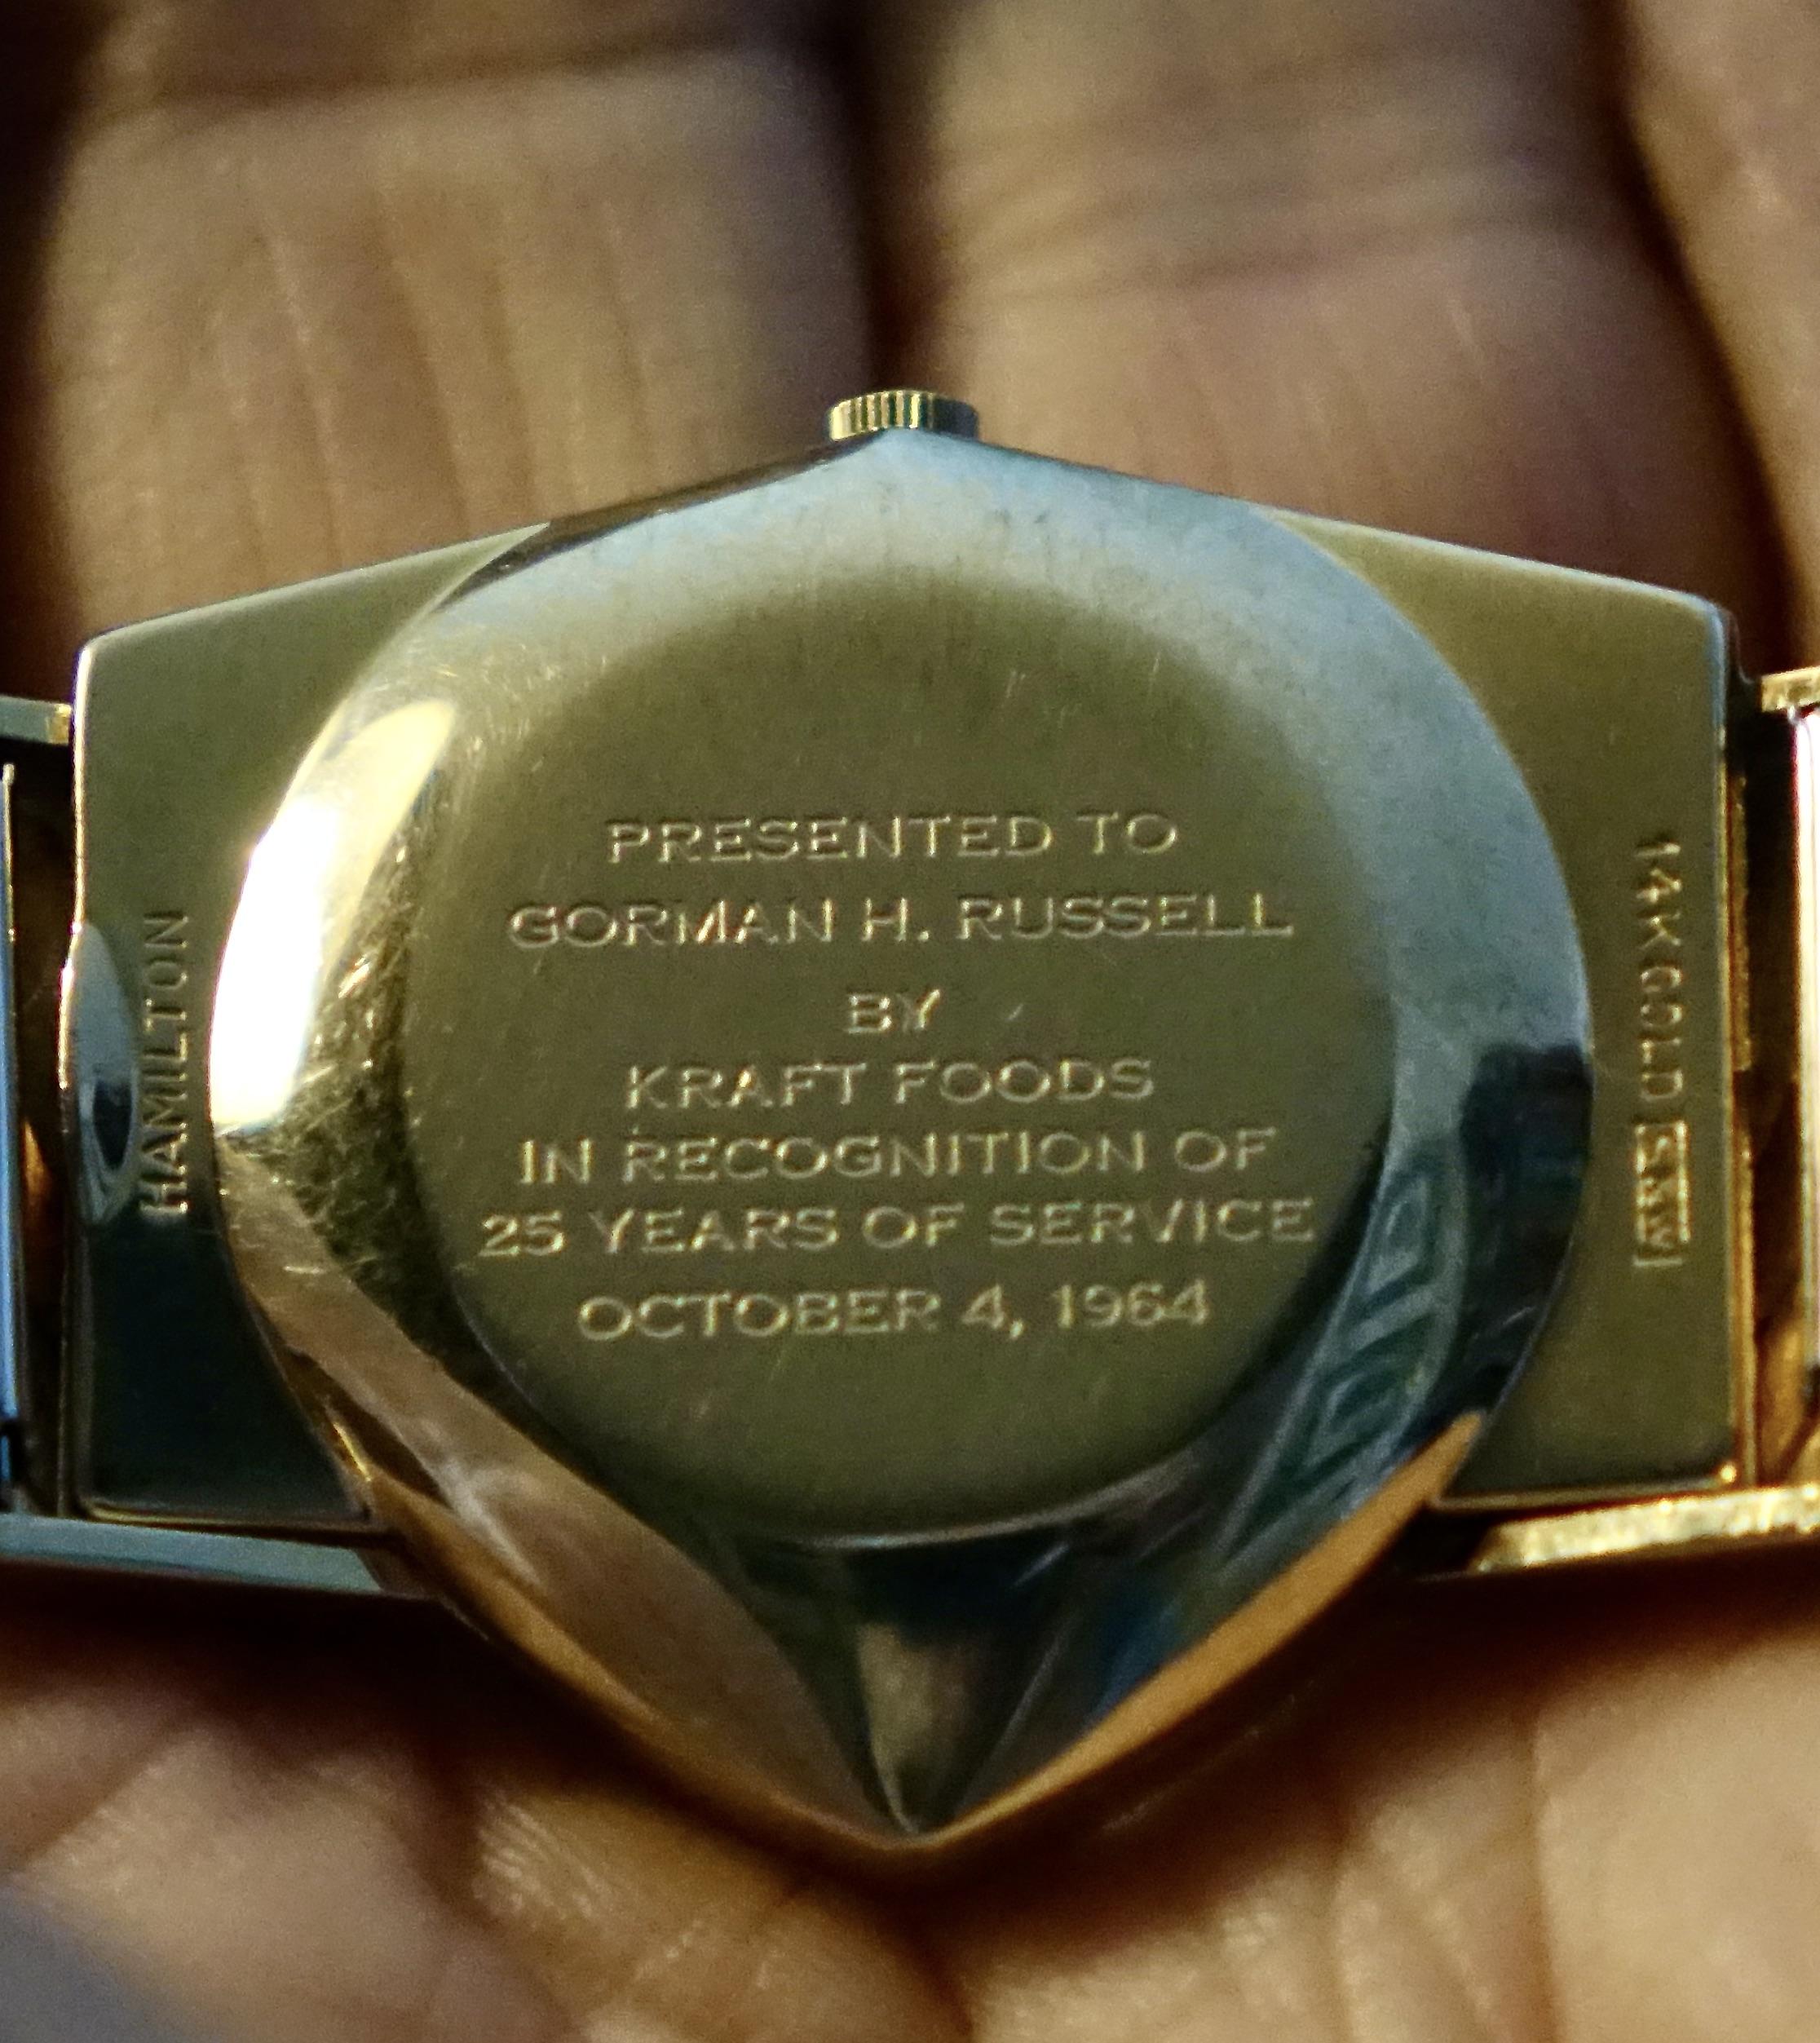 PRESENTED TO
GORMAN H. RUSSELL
BY
KRAFT FOODS
IN RECOGNITION OF
25 YEARS OF SERVICE
OCTOBER 4, 1964
HAMILTON
14K GOLD